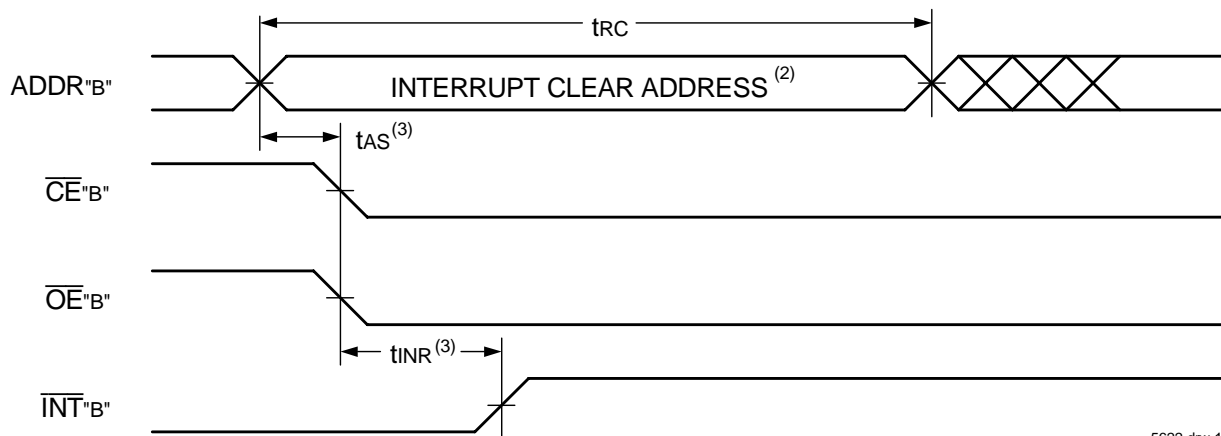 tRC
ADDR"B"
INTERRUPT CLEAR ADDRESS (2)
tAS(3)
CE"B"
OE"B"
tINR(3)
INT"B"